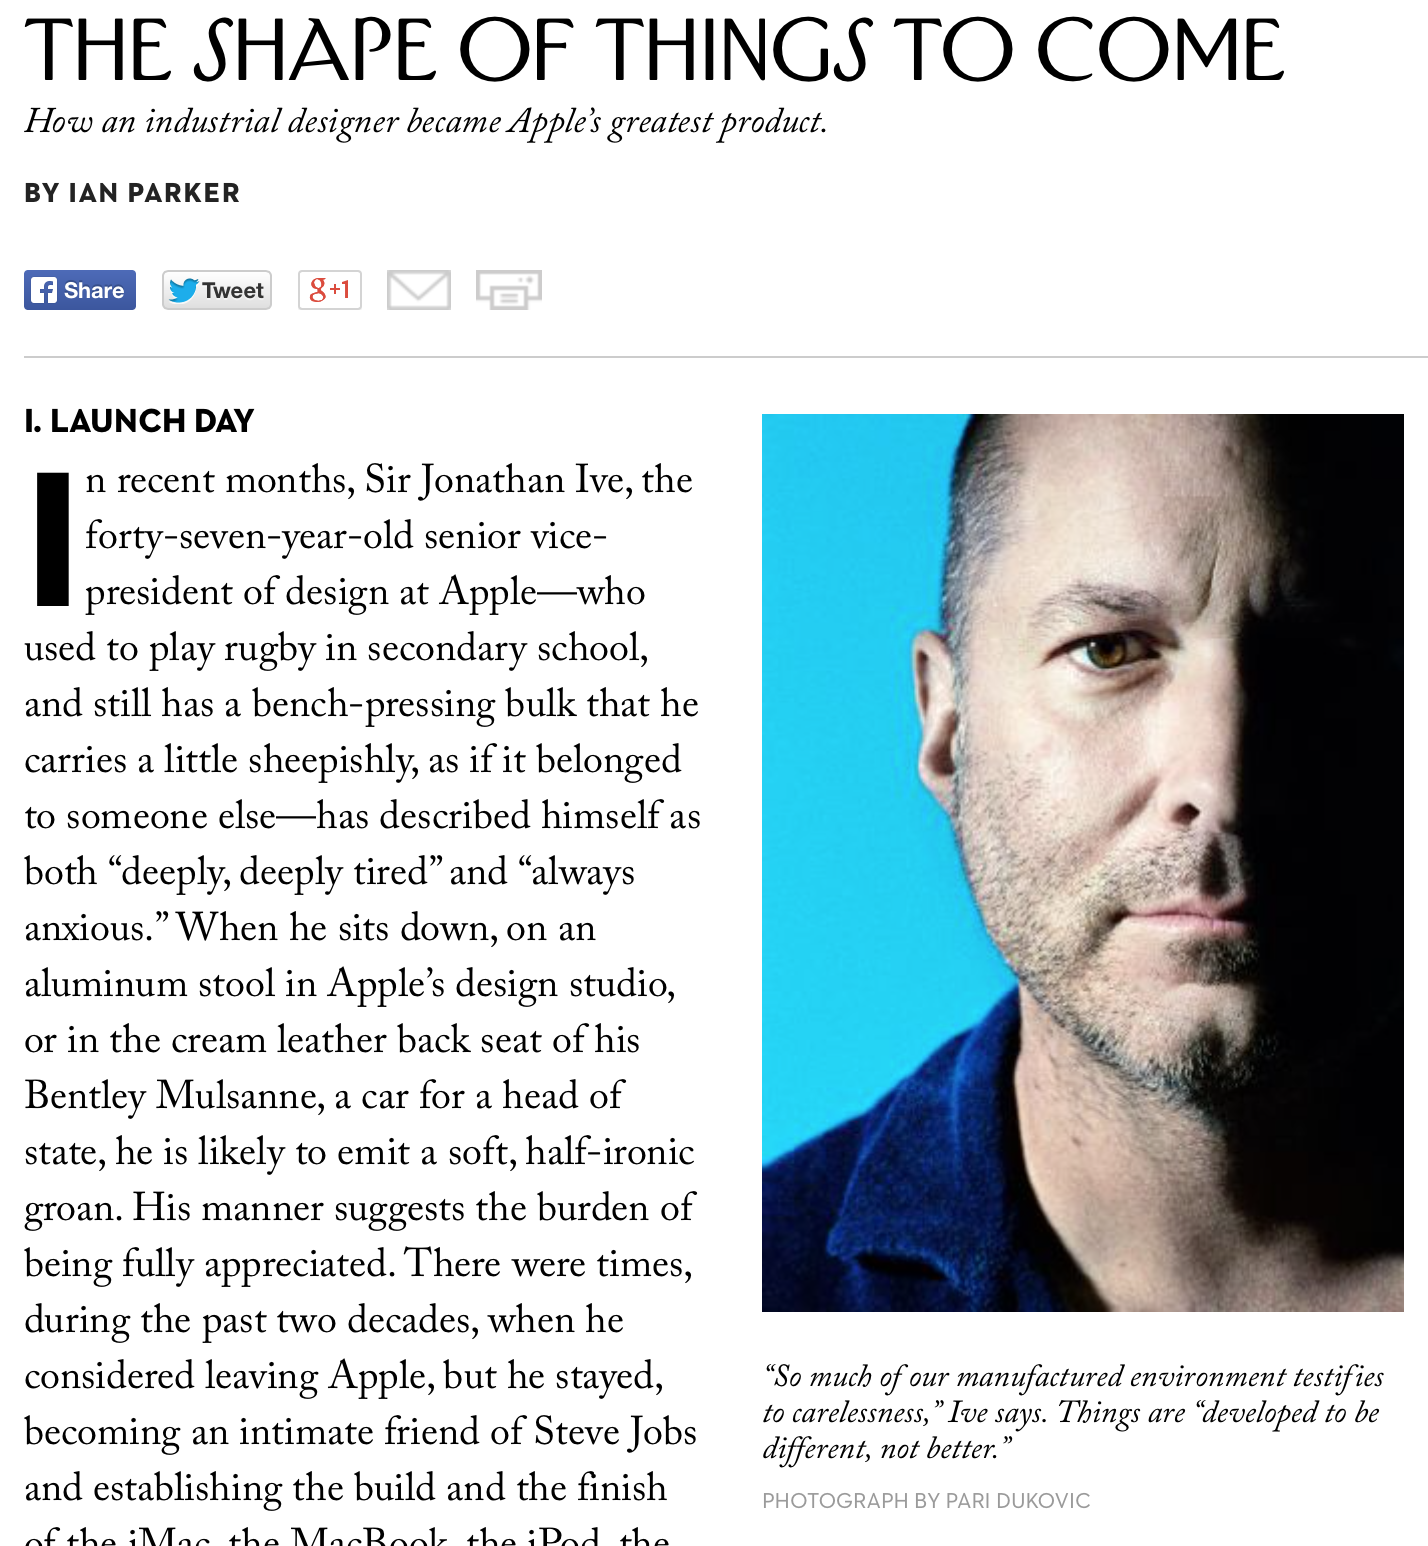 THE SHAPE OF THINGS TO COME
How an industrial designer became Apple’s greatest product.
BY IAN PARKER
Share
Tweet
g+1
I. LAUNCH DAY
In recent months, Sir Jonathan Ive, the
forty-seven-year-old senior vice-
president of design at Apple—who
used to play rugby in secondary school,
and still has a bench-pressing bulk that he
carries a little sheepishly, as if it belonged
to someone else—has described himself as
both “deeply, deeply tired” and “always
anxious.” When he sits down, on an
aluminum stool in Apple’s design studio,
or in the cream leather back seat of his
Bentley Mulsanne, a car for a head of
state, he is likely to emit a soft, half-ironic
groan. His manner suggests the burden of
being fully appreciated. There were times,
during the past two decades, when he
considered leaving Apple, but he stayed,
becoming an intimate friend of Steve Jobs
and establishing the build and the finish
of the iMac, the MacBook, the iPod, the
“So much of our manufactured environment testifies
to carelessness,” Ive says. Things are “developed to be
different, not better.”
PHOTOGRAPH BY PARI DUKOVIC